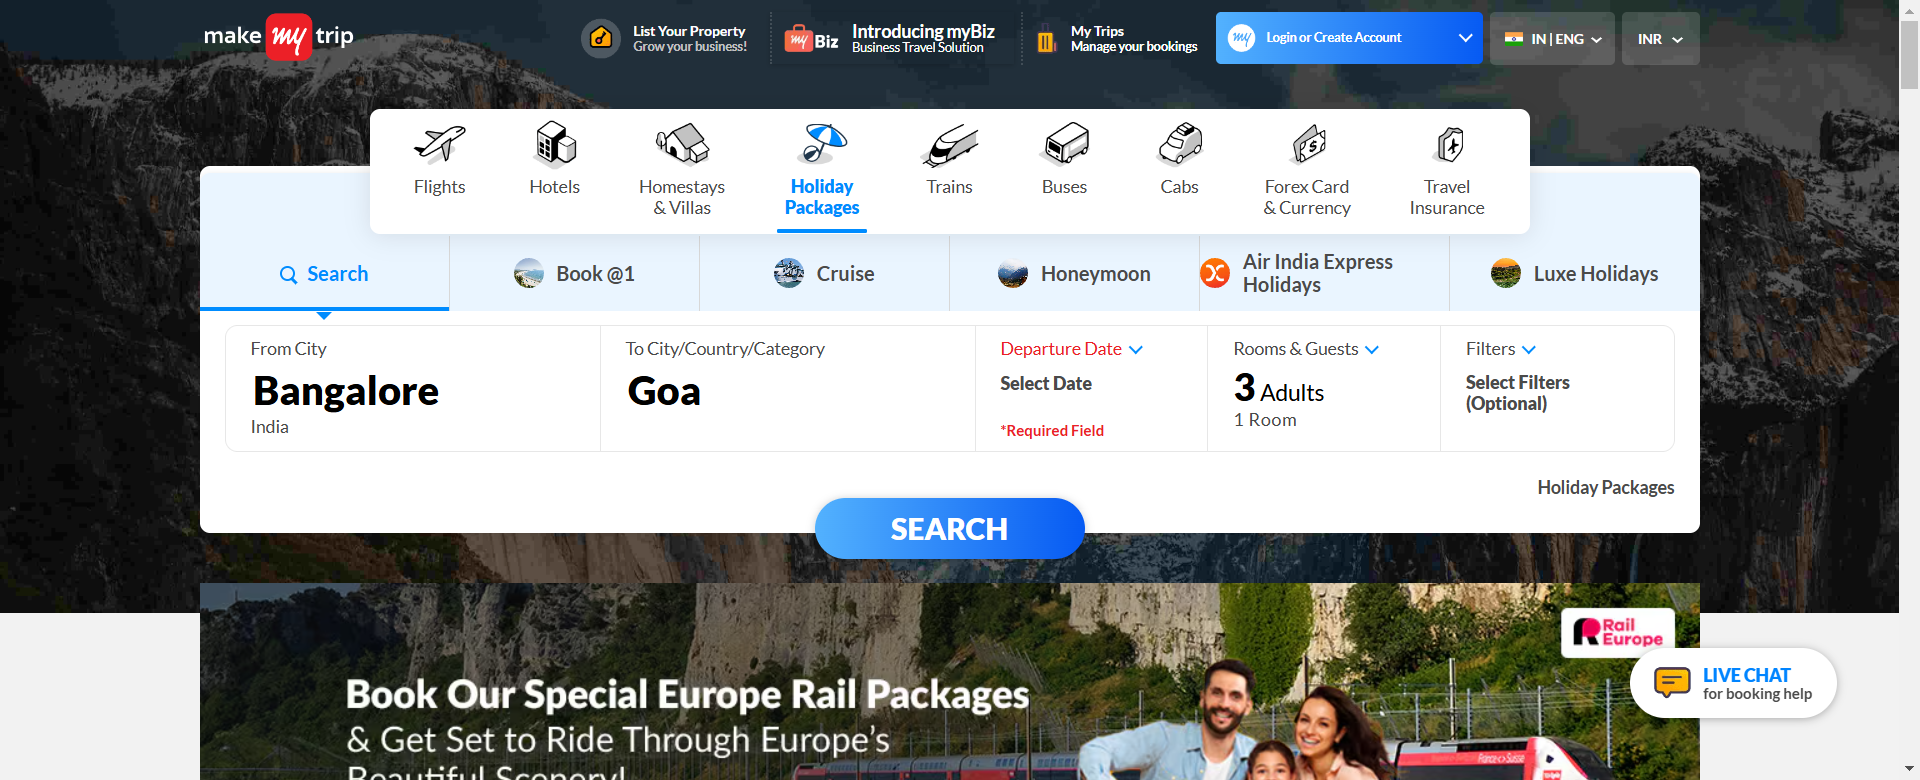 make my trip
List Your Property
Grow your business!
my Biz
Introducing myBiz
Business Travel Solution
My Trips
Manage your bookings
my
Login or Create Account
IN | ENG
INR
Flights
Hotels
Homestays
& Villas
Holiday
Packages
Trains
Buses
Cabs
Forex Card
& Currency
Travel
Insurance
Search
Book @1
Cruise
Honeymoon
Air India Express
Holidays
Luxe Holidays
From City
Bangalore
India
To City/Country/Category
Goa
Departure Date
Select Date
*Required Field
Rooms & Guests
3 Adults
1 Room
Filters
Select Filters
(Optional)
Holiday Packages
SEARCH
Rail
Europe
LIVE CHAT
for booking help
Book Our Special Europe Rail Packages
& Get Set to Ride Through Europe's
Beautiful Scenery!